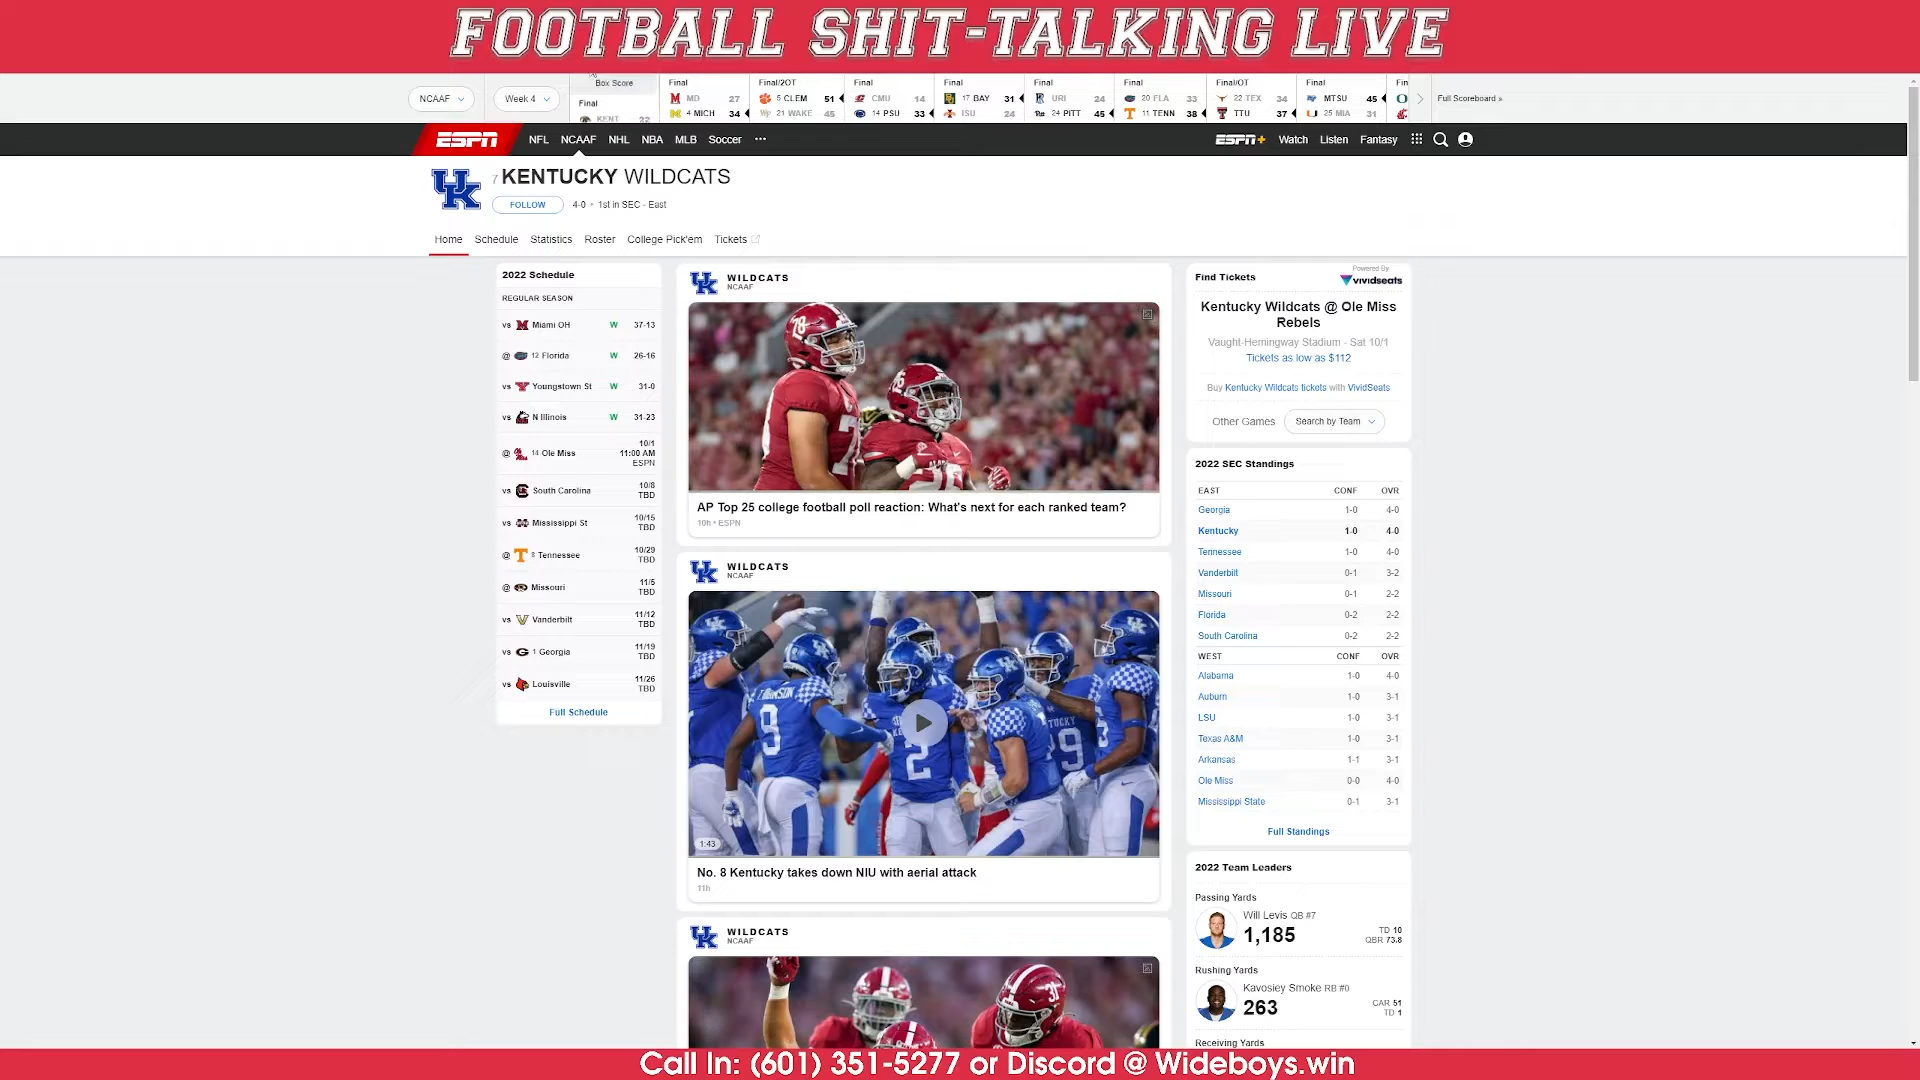 FOOTBALL SHIT-TALKING LIVE
NCAAF
Week 4
Box Score
Final
KENT 22
Final
MD 27
4 MICH 34
Final/2OT
5 CLEM 51
21 WAKE 45
Final
CMU 14
14 PSU 33
Final
17 BAY 31
ISU 24
Final
URI 24
24 PITT 45
Final
20 FLA 33
11 TENN 38
Final/OT
22 TEX 34
TTU 37
Final
MTSU 45
25 MIA 31
Fin
Full Scoreboard »
ESPN NFL NCAAF NHL NBA MLB Soccer ··· ESPN+ Watch Listen Fantasy
7 KENTUCKY WILDCATS
FOLLOW 4-0 • 1st in SEC - East
Home Schedule Statistics Roster College Pick'em Tickets
2022 Schedule
REGULAR SEASON
vs Miami OH W 37-13
@ 12 Florida W 26-16
vs Youngstown St W 31-0
vs N Illinois W 31-23
@ 14 Ole Miss 10/1 11:00 AM ESPN
vs South Carolina 10/8 TBD
vs Mississippi St 10/15 TBD
@ 8 Tennessee 10/29 TBD
@ Missouri 11/5 TBD
vs Vanderbilt 11/12 TBD
vs 1 Georgia 11/19 TBD
vs Louisville 11/26 TBD
Full Schedule
WILDCATS
NCAAF
78
26
AP Top 25 college football poll reaction: What's next for each ranked team?
10h • ESPN
WILDCATS
NCAAF
9
2
1:43
No. 8 Kentucky takes down NIU with aerial attack
11h
WILDCATS
NCAAF
31
Find Tickets
Powered By
vividseats
Kentucky Wildcats @ Ole Miss
Rebels
Vaught-Hemingway Stadium - Sat 10/1
Tickets as low as $112
Buy Kentucky Wildcats tickets with VividSeats
Other Games Search by Team
2022 SEC Standings
EAST CONF OVR
Georgia 1-0 4-0
Kentucky 1-0 4-0
Tennessee 1-0 4-0
Vanderbilt 0-1 3-2
Missouri 0-1 2-2
Florida 0-2 2-2
South Carolina 0-2 2-2
WEST CONF OVR
Alabama 1-0 4-0
Auburn 1-0 3-1
LSU 1-0 3-1
Texas A&M 1-0 3-1
Arkansas 1-1 3-1
Ole Miss 0-0 4-0
Mississippi State 0-1 3-1
Full Standings
2022 Team Leaders
Passing Yards
Will Levis QB #7
1,185
TD 10
QBR 73.8
Rushing Yards
Kavosiey Smoke RB #0
263
CAR 51
TD 1
Receiving Yards
Call In: (601) 351-5277 or Discord @ Wideboys.win